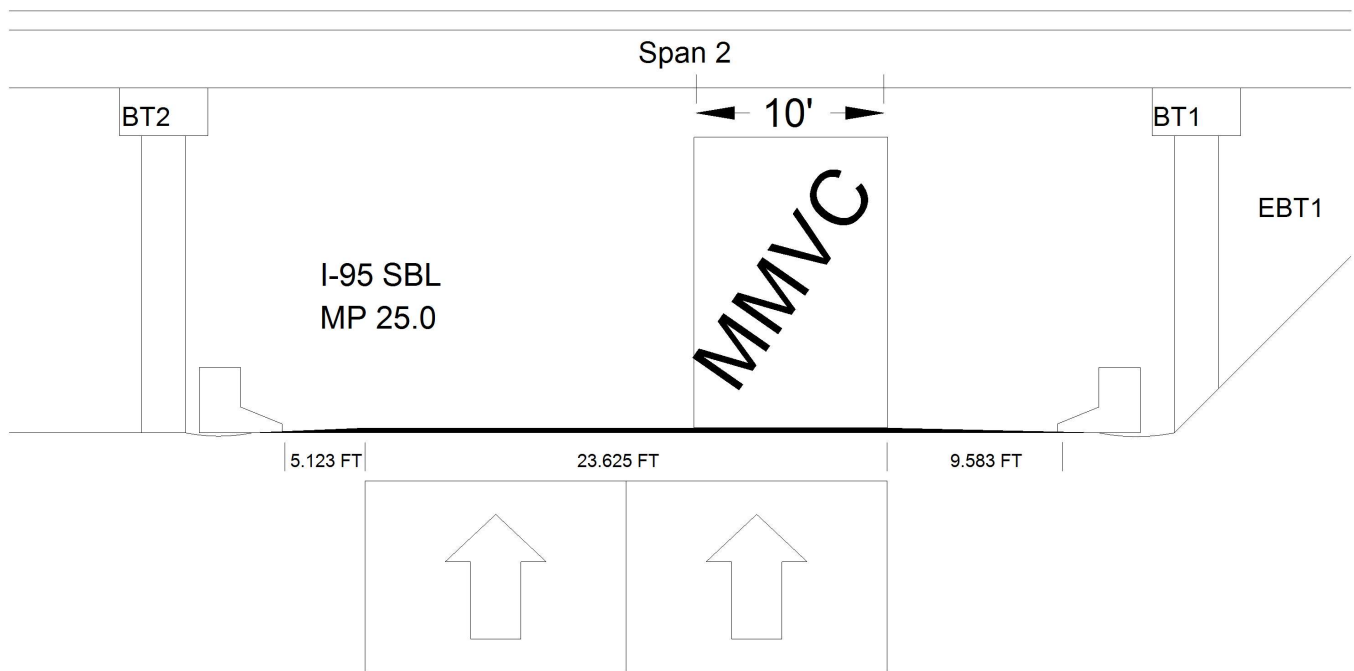 Span 2
BT2
10'
BT1
MMVC
EBT1
I-95 SBL
MP 25.0
5.123 FT
23.625 FT
9.583 FT